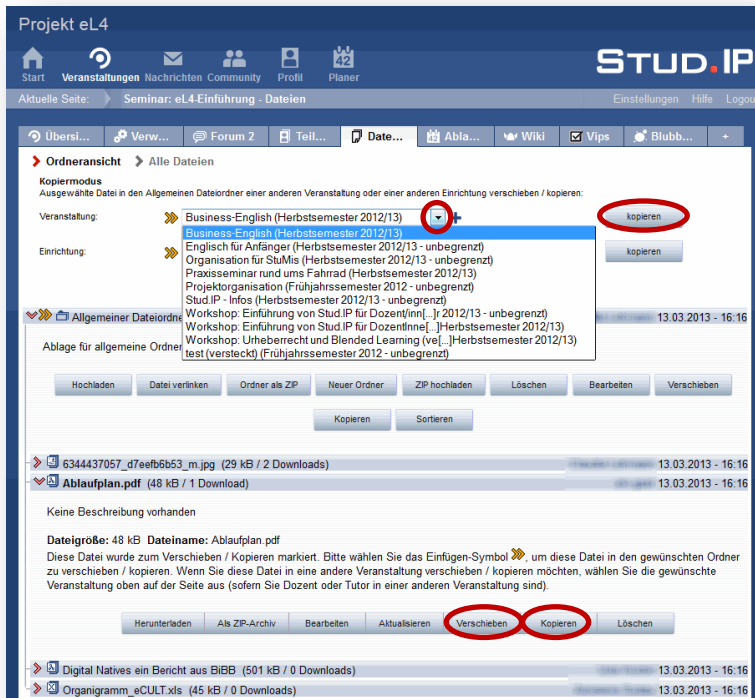 Projekt eL4
Start Veranstaltungen Nachrichten Community Profil Planer
42
STUD.IP
Aktuelle Seite: Seminar: eL4-Einführung - Dateien Einstellungen Hilfe Logou
Übersi... Verw... Forum 2 Teil... Date... Abla... Wiki Vips Blubb... +
Ordneransicht Alle Dateien
Kopiermodus
Ausgewählte Datei in den Allgemeinen Dateiordner einer anderen Veranstaltung oder einer anderen Einrichtung verschieben / kopieren:
Veranstaltung: Business-English (Herbstsemester 2012/13) kopieren
Business-English (Herbstsemester 2012/13)
Englisch für Anfänger (Herbstsemester 2012/13 - unbegrenzt)
Einrichtung: kopieren
Organisation für StuMis (Herbstsemester 2012/13)
Praxisseminar rund ums Fahrrad (Herbstsemester 2012/13)
Projektorganisation (Frühjahrssemester 2012 - unbegrenzt)
Stud.IP - Infos (Herbstsemester 2012/13 - unbegrenzt)
Workshop: Einführung von Stud.IP für Dozent/inn[...]r 2012/13 - unbegrenzt)
Workshop: Einführung von Stud.IP für DozentInne[...]Herbstsemester 2012/13)
Workshop: Urheberrecht und Blended Learning (ve[...]Herbstsemester 2012/13)
test (versteckt) (Frühjahrssemester 2012 - unbegrenzt)
Allgemeiner Dateiordne 13.03.2013 - 16:16
Ablage für allgemeine Ordner
Hochladen Datei verlinken Ordner als ZIP Neuer Ordner ZIP hochladen Löschen Bearbeiten Verschieben
Kopieren Sortieren
6344437057_d7eefb6b53_m.jpg (29 kB / 2 Downloads) 13.03.2013 - 16:16
Ablaufplan.pdf (48 kB / 1 Download) 13.03.2013 - 16:16
Keine Beschreibung vorhanden
Dateigröße: 48 kB Dateiname: Ablaufplan.pdf
Diese Datei wurde zum Verschieben / Kopieren markiert. Bitte wählen Sie das Einfügen-Symbol , um diese Datei in den gewünschten Ordner
zu verschieben / kopieren. Wenn Sie diese Datei in eine andere Veranstaltung verschieben / kopieren möchten, wählen Sie die gewünschte
Veranstaltung oben auf der Seite aus (sofern Sie Dozent oder Tutor in einer anderen Veranstaltung sind).
Herunterladen Als ZIP-Archiv Bearbeiten Aktualisieren Verschieben Kopieren Löschen
Digital Natives ein Bericht aus BiBB (501 kB / 0 Downloads) 13.03.2013 - 16:16
Organigramm_eCULT.xls (45 kB / 0 Downloads) 13.03.2013 - 16:16